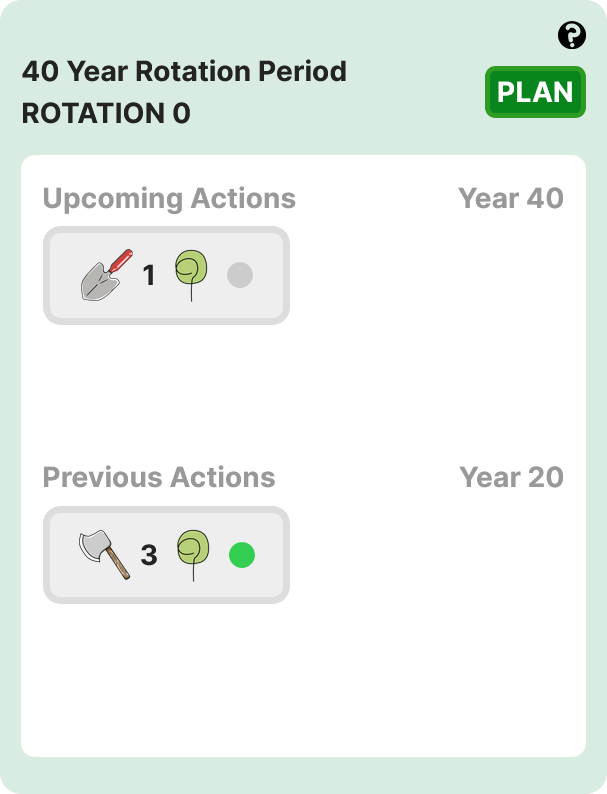 ?
40 Year Rotation Period
ROTATION 0
PLAN
Upcoming Actions Year 40
1
Previous Actions Year 20
3